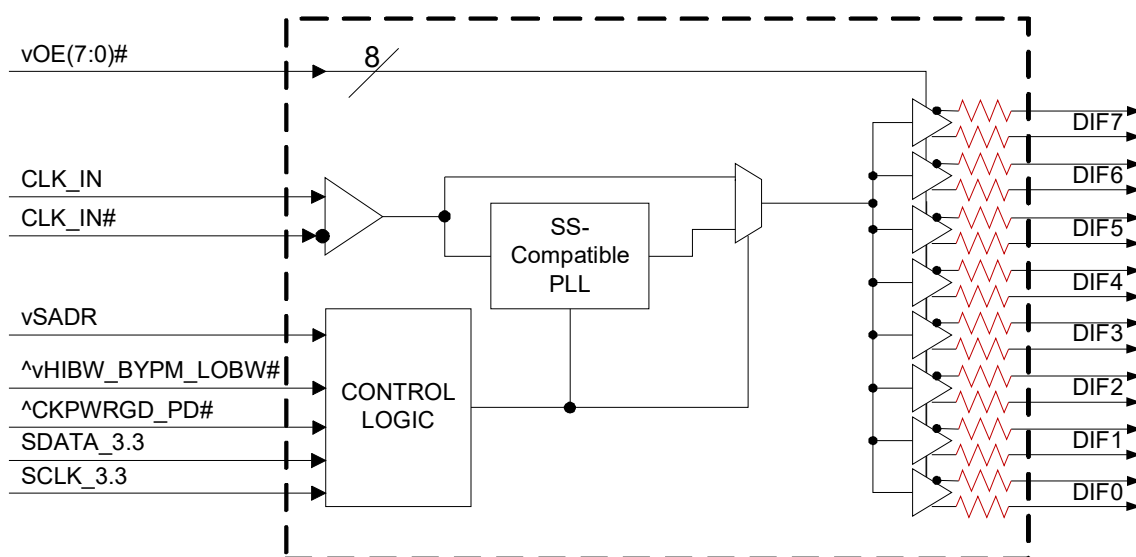 vOE(7:0)#
8
DIF7
CLK_IN
DIF6
CLK_IN#
SS-
Compatible
PLL
DIF5
DIF4
vSADR
DIF3
^vHIBW_BYPM_LOBW#
CONTROL
LOGIC
DIF2
^CKPWRGD_PD#
SDATA_3.3
DIF1
SCLK_3.3
DIF0